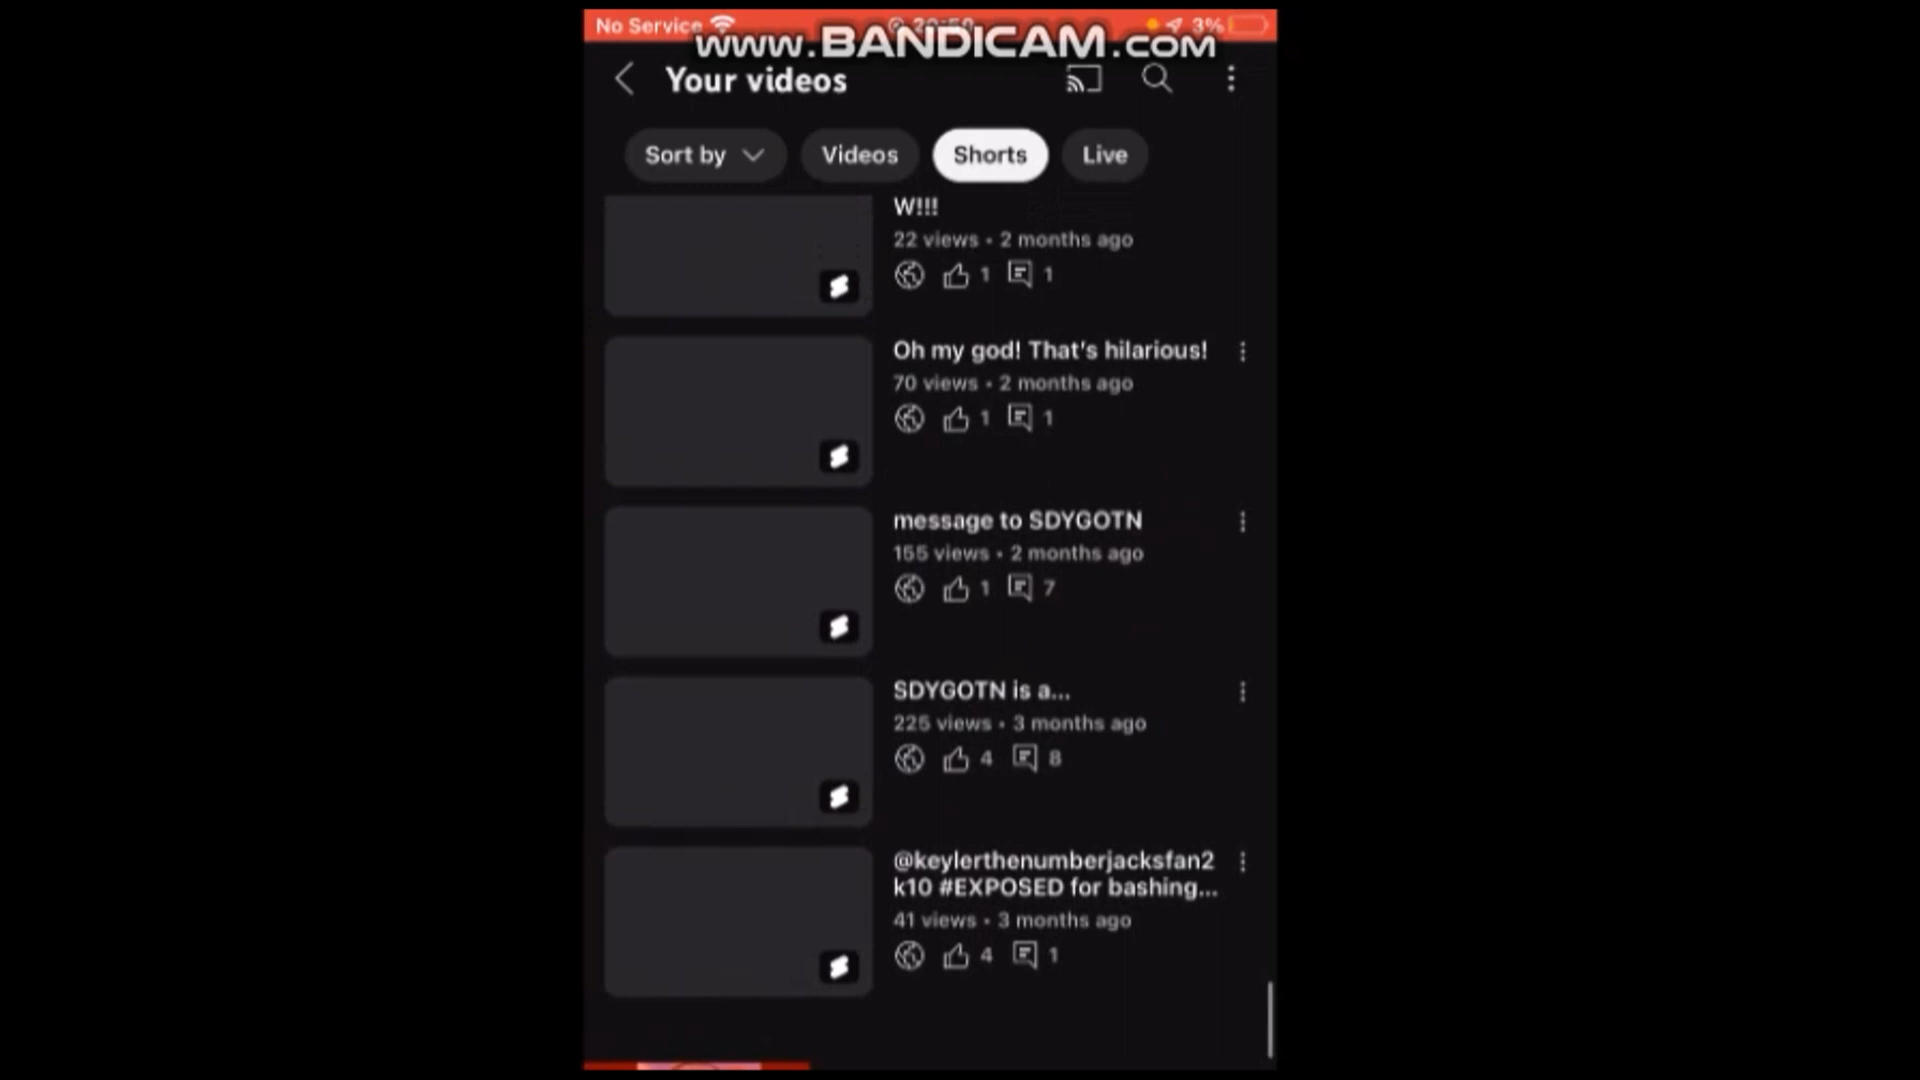 No Service 3%
www.BANDICAM.com
Your videos
Sort by Videos Shorts Live
W!!!
22 views • 2 months ago
1 1
Oh my god! That's hilarious!
70 views • 2 months ago
1 1
message to SDYGOTN
155 views • 2 months ago
1 7
SDYGOTN is a...
225 views • 3 months ago
4 8
@keylerthenumberjacksfan2
k10 #EXPOSED for bashing...
41 views • 3 months ago
4 1